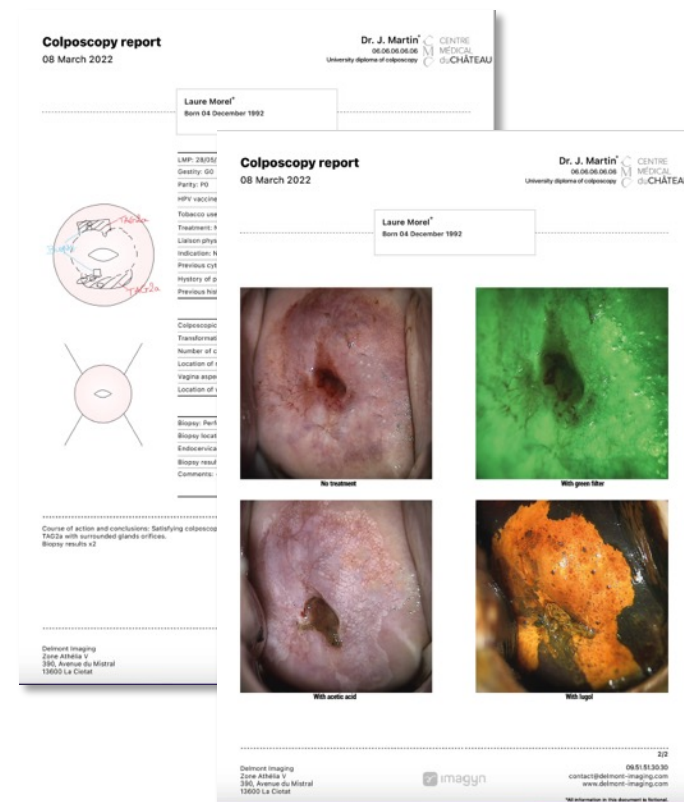 Colposcopy report
08 March 2022
Dr. J. Martin*
06.06.06.06.06
University diploma of colposcopy
CENTRE
MÉDICAL
duCHÂTEAU
Laure Morel*
Born 04 December 1992
LMP: 28/05/
Gestity: G0
Parity: P0
HPV vaccine
Tobacco use
Treatment: N
Liaison phys
Indication: N
Previous cyt
Hystory of p
Previous hist
TAG2a
TAG2a
Colposcopic
Transformati
Number of c
Location of
Vagina aspe
Location of
Biopsy: Perf
Biopsy locat
Endocervica
Biopsy resul
Comments:
Course of action and conclusions: Satisfying colposcop
TAG2a with surrounded glands orifices.
Biopsy results x2
Delmont Imaging
Zone Athélia V
390, Avenue du Mistral
13600 La Ciotat
Colposcopy report
08 March 2022
Dr. J. Martin*
06.06.06.06.06
University diploma of colposcopy
CENTRE
MÉDICAL
duCHÂTEAU
Laure Morel*
Born 04 December 1992
No treatment
With green filter
With acetic acid
With lugol
2/2
Delmont Imaging
Zone Athélia V
390, Avenue du Mistral
13600 La Ciotat
imagyn
09.51.51.30.30
contact@delmont-imaging.com
www.delmont-imaging.com
*All information in this document is fictional.